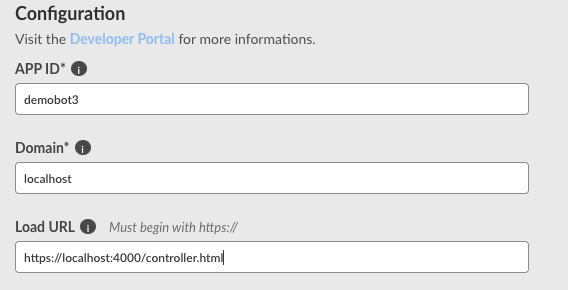 Configuration
Visit the Developer Portal for more informations.
APP ID* i
demobot3
Domain* i
localhost
Load URL i Must begin with https://
https://localhost:4000/controller.html